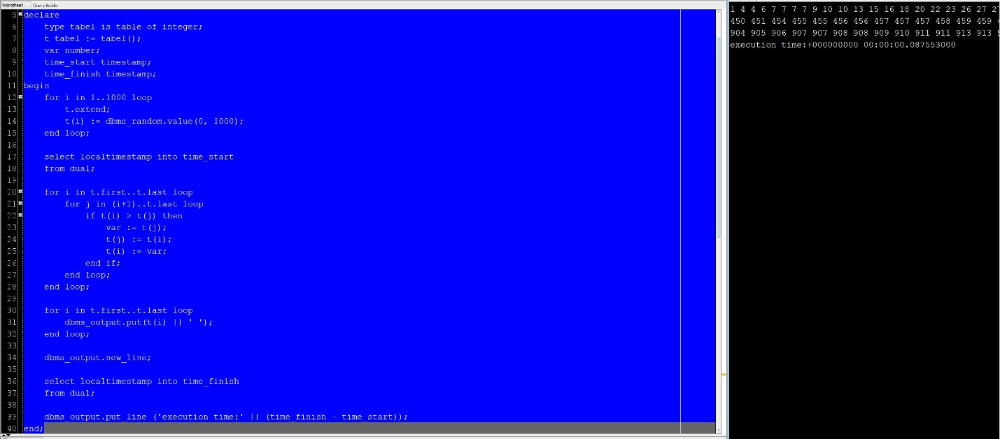 Worksheet Query Builder
5 declare
6 type tabel is table of integer;
7 t tabel := tabel();
8 var number;
9 time_start timestamp;
10 time_finish timestamp;
11 begin
12 for i in 1..1000 loop
13 t.extend;
14 t(i) := dbms_random.value(0, 1000);
15 end loop;
16
17 select localtimestamp into time_start
18 from dual;
19
20 for i in t.first..t.last loop
21 for j in (i+1)..t.last loop
22 if t(i) > t(j) then
23 var := t(j);
24 t(j) := t(i);
25 t(i) := var;
26 end if;
27 end loop;
28 end loop;
29
30 for i in t.first..t.last loop
31 dbms_output.put(t(i) || ' ');
32 end loop;
33
34 dbms_output.new_line;
35
36 select localtimestamp into time_finish
37 from dual;
38
39 dbms_output.put_line ('execution time:' || (time_finish - time_start));
40 end;
1 4 4 6 7 7 7 7 9 10 10 13 15 16 18 20 22 23 26 27
450 451 454 455 455 456 456 457 457 457 458 459 459
904 905 906 907 907 908 908 909 910 911 911 913 913
execution time:+000000000 00:00:00.087553000